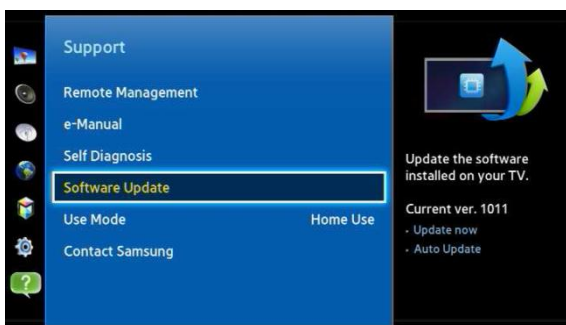 Support
Remote Management
e-Manual
Self Diagnosis
Software Update
Use Mode Home Use
Contact Samsung
Update the software
installed on your TV.
Current ver. 1011
• Update now
• Auto Update